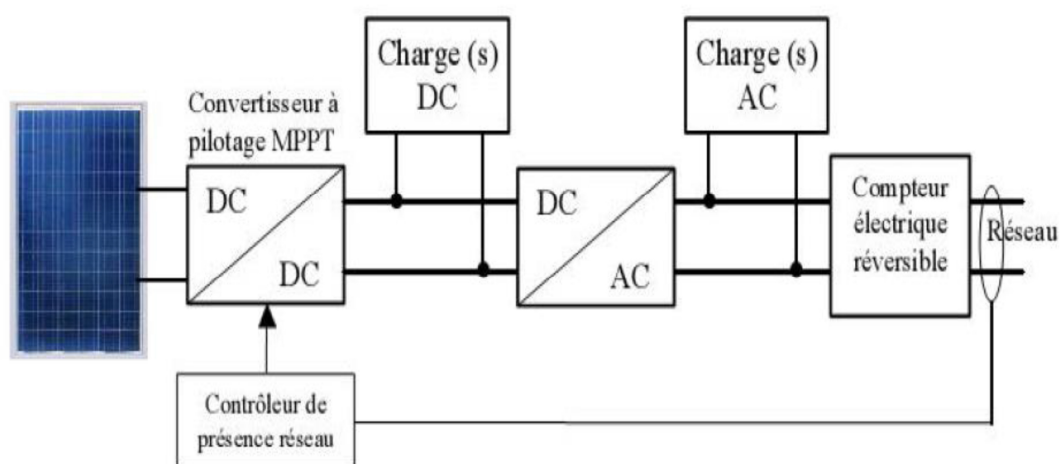 Charge (s)
DC
Charge (s)
AC
Convertisseur à
pilotage MPPT
DC
DC
DC
AC
Compteur
électrique
réversible
Réseau
Contrôleur de
présence réseau